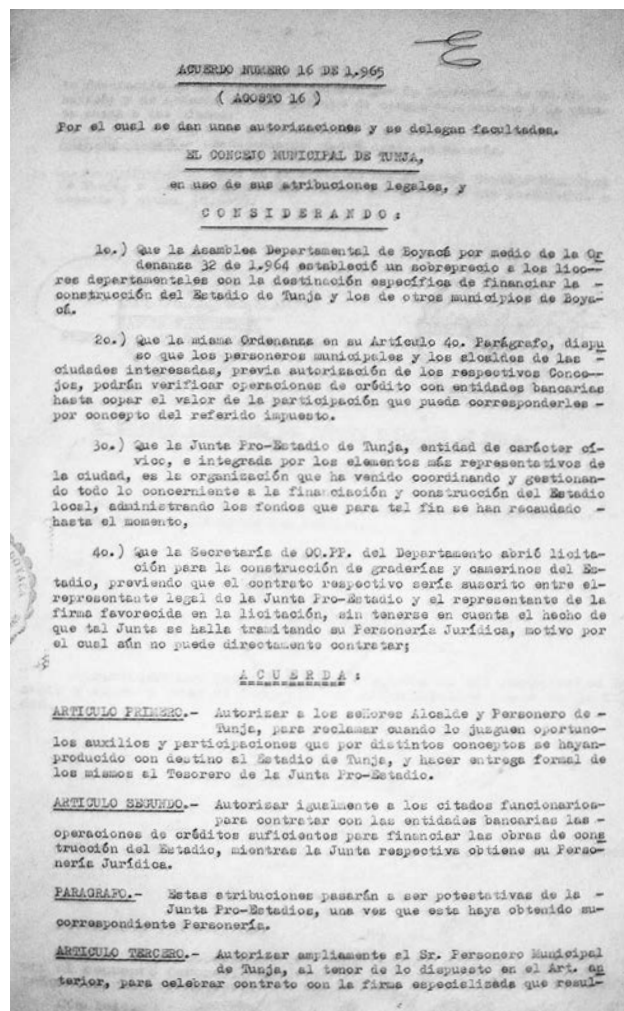 ACUERDO NUMERO 16 DE 1.965
( AGOSTO 16 )
Por el cual se dan unas autorizaciones y se delegan facultades.
EL CONCEJO MUNICIPAL DE TUNJA,
en uso de sus atribuciones legales, y
C O N S I D E R A N D O :
1o.) Que la Asamblea Departamental de Boyacá por medio de la Or
denanza 32 de 1.964 estableció un sobreprecio a los lico--
res departamentales con la destinación específica de financiar la -
construcción del Estadio de Tunja y los de otros municipios de Boya-
cá.
2o.) Que la misma Ordenanza en su Artículo 4o. Parágrafo, dispu
so que los personeros municipales y los alcaldes de las -
ciudades interesadas, previa autorización de los respectivos Conce-
jos, podrán verificar operaciones de crédito con entidades bancarias
hasta copar el valor de la participación que pueda corresponderles -
por concepto del referido impuesto.
3o.) Que la Junta Pro-Estadio de Tunja, entidad de carácter cí-
vico, e integrada por los elementos más representativos de
la ciudad, es la organización que ha venido coordinando y gestionan-
do todo lo concerniente a la financiación y construcción del Estadio
local, administrando los fondos que para tal fin se han recaudado -
hasta el momento,
4o.) Que la Secretaría de OO.PP. del Departamento abrió licita-
ción para la construcción de graderías y camerinos del Es-
tadio, previendo que el contrato respectivo sería suscrito entre el-
representante legal de la Junta Pro-Estadio y el representante de la
firma favorecida en la licitación, sin tenerse en cuenta el hecho de
que tal Junta se halla tramitando su Personería Jurídica, motivo por
el cual aún no puede directamente contratar;
A C U E R D A :
ARTICULO PRIMERO.- Autorizar a los señores Alcalde y Personero de -
Tunja, para reclamar cuando lo juzguen oportuno-
los auxilios y participaciones que por distintos conceptos se hayan-
producido con destino al Estadio de Tunja, y hacer entrega formal de
los mismos al Tesorero de la Junta Pro-Estadio.
ARTICULO SEGUNDO.- Autorizar igualmente a los citados funcionarios-
para contratar con las entidades bancarias las -
operaciones de créditos suficientes para financiar las obras de cons
trucción del Estadio, mientras la Junta respectiva obtiene su Perso-
nería Jurídica.
PARAGRAFO.- Estas atribuciones pasarán a ser potestativas de la -
Junta Pro-Estadios, una vez que esta haya obtenido su-
correspondiente Personería.
ARTICULO TERCERO.- Autorizar ampliamente al Sr. Personero Municipal
de Tunja, al tenor de lo dispuesto en el Art. an
terior, para celebrar contrato con la firma especializada que resul-